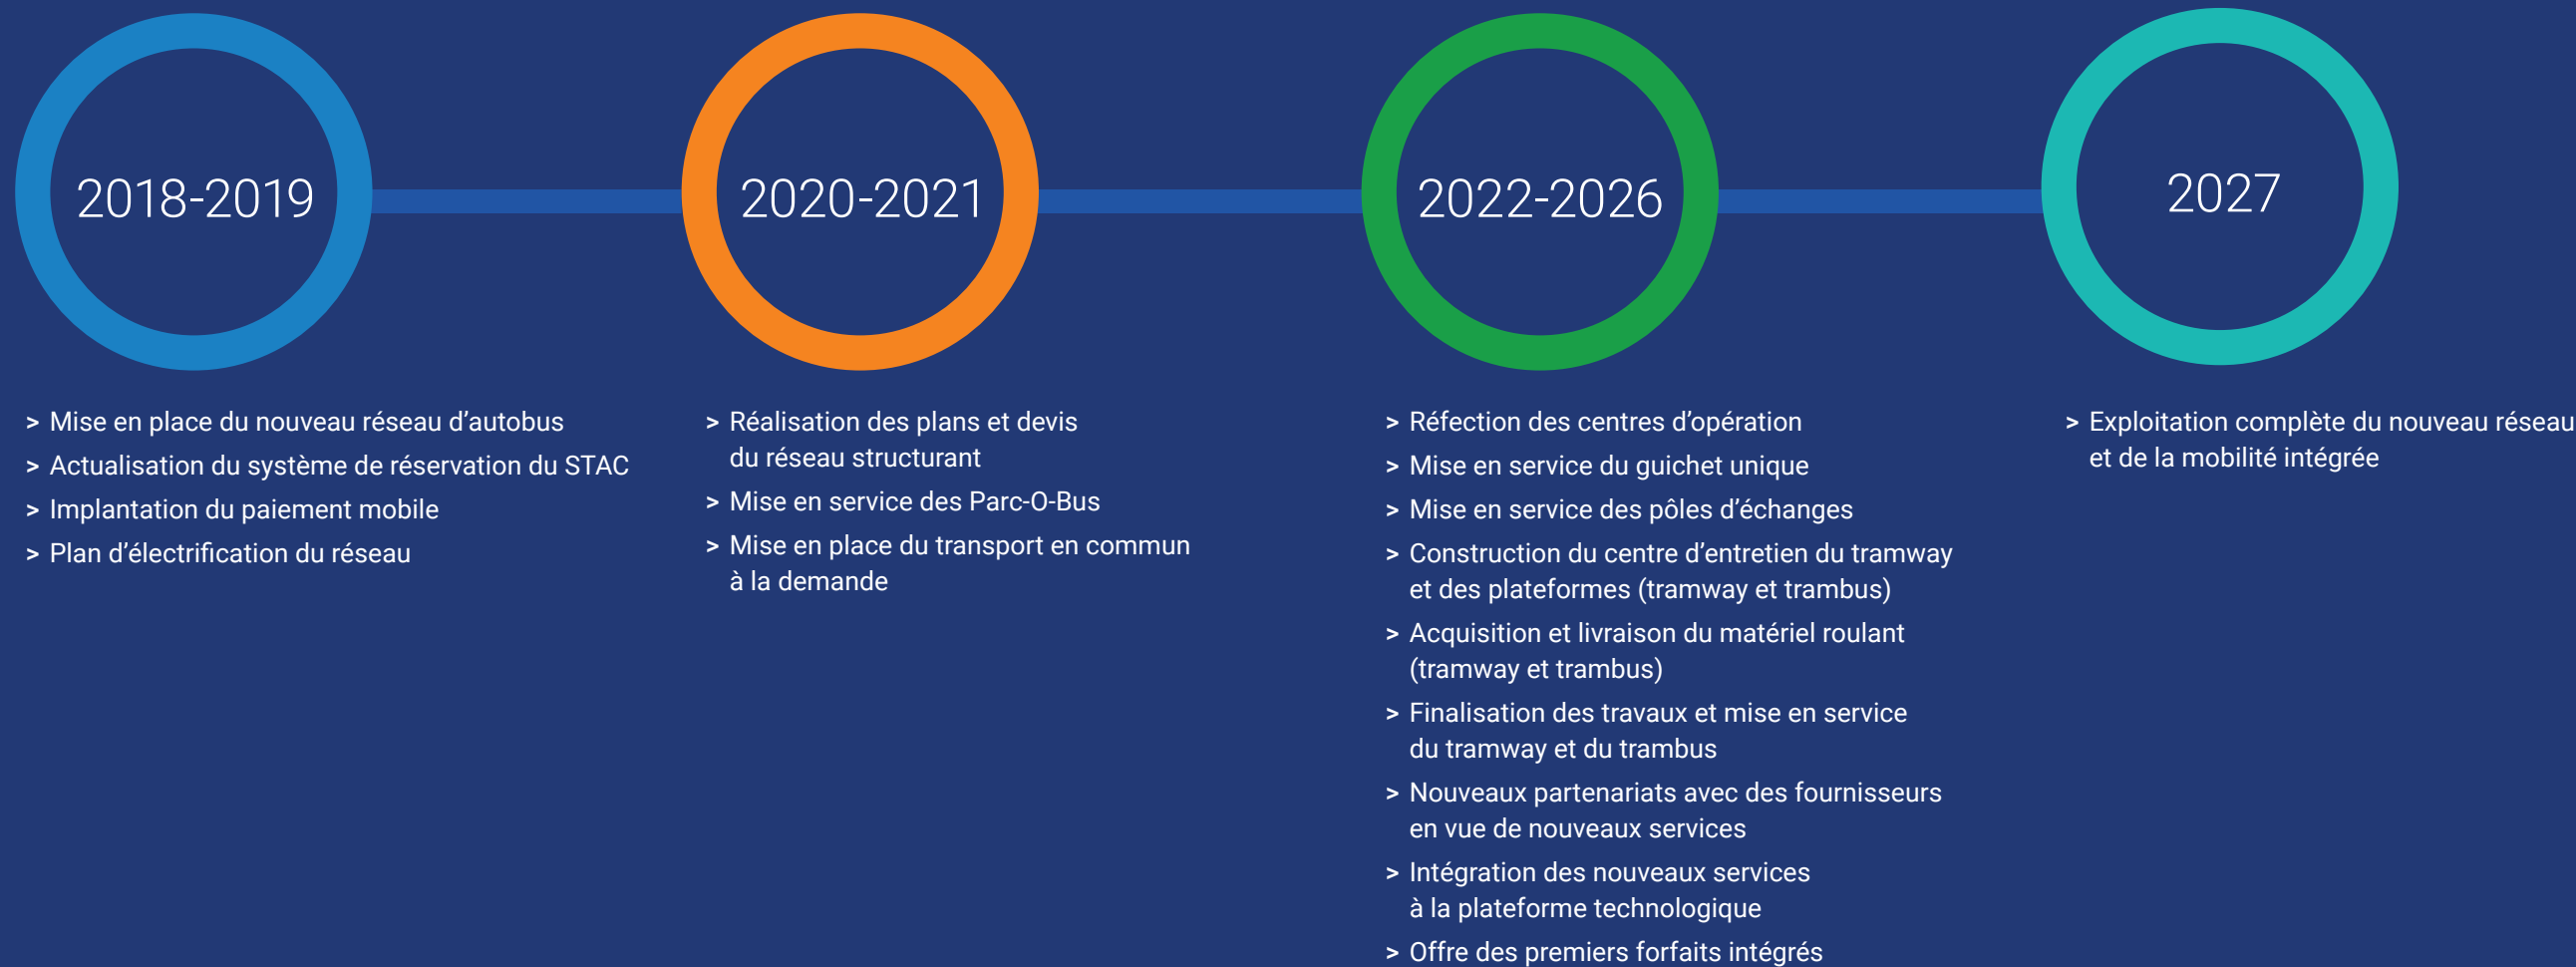 2018-2019
> Mise en place du nouveau réseau d’autobus
> Actualisation du système de réservation du STAC
> Implantation du paiement mobile
> Plan d’électrification du réseau
2020-2021
> Réalisation des plans et devis
du réseau structurant
> Mise en service des Parc-O-Bus
> Mise en place du transport en commun
à la demande
2022-2026
> Réfection des centres d’opération
> Mise en service du guichet unique
> Mise en service des pôles d’échanges
> Construction du centre d’entretien du tramway
et des plateformes (tramway et trambus)
> Acquisition et livraison du matériel roulant
(tramway et trambus)
> Finalisation des travaux et mise en service
du tramway et du trambus
> Nouveaux partenariats avec des fournisseurs
en vue de nouveaux services
> Intégration des nouveaux services
à la plateforme technologique
> Offre des premiers forfaits intégrés
2027
> Exploitation complète du nouveau réseau
et de la mobilité intégrée